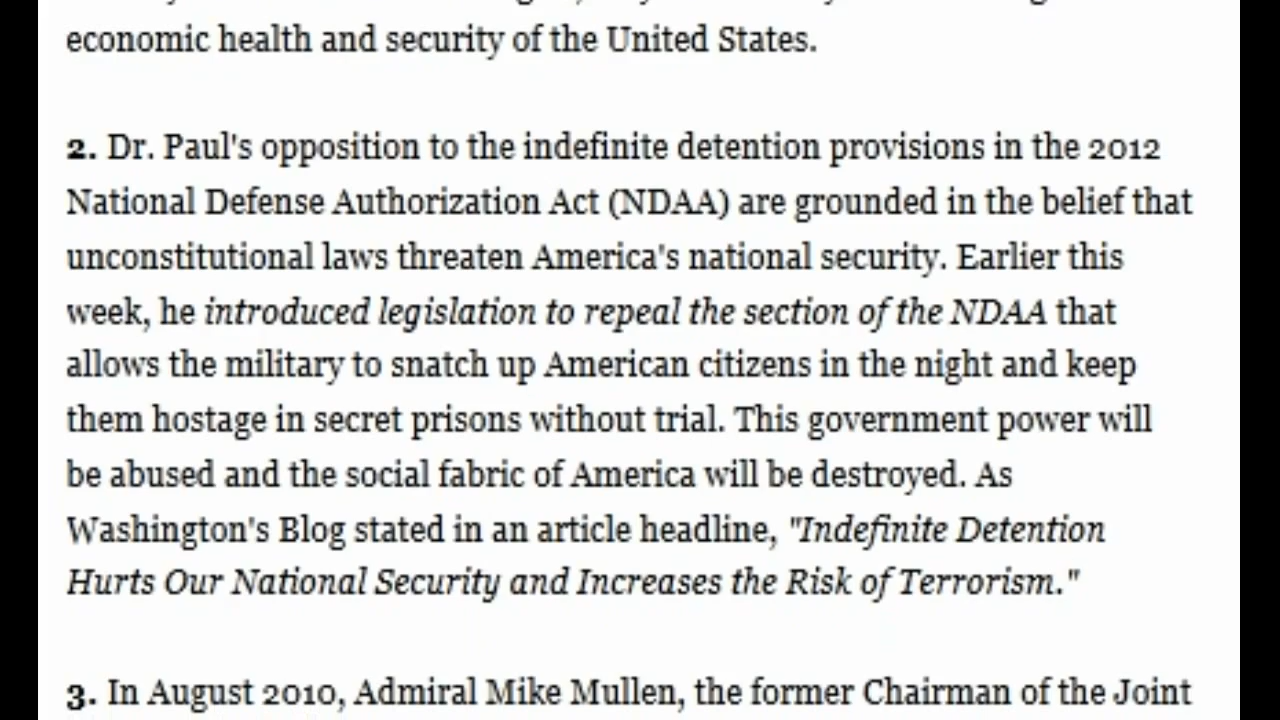 economic health and security of the United States.
2. Dr. Paul's opposition to the indefinite detention provisions in the 2012
National Defense Authorization Act (NDAA) are grounded in the belief that
unconstitutional laws threaten America's national security. Earlier this
week, he introduced legislation to repeal the section of the NDAA that
allows the military to snatch up American citizens in the night and keep
them hostage in secret prisons without trial. This government power will
be abused and the social fabric of America will be destroyed. As
Washington's Blog stated in an article headline, "Indefinite Detention
Hurts Our National Security and Increases the Risk of Terrorism."
3. In August 2010, Admiral Mike Mullen, the former Chairman of the Joint